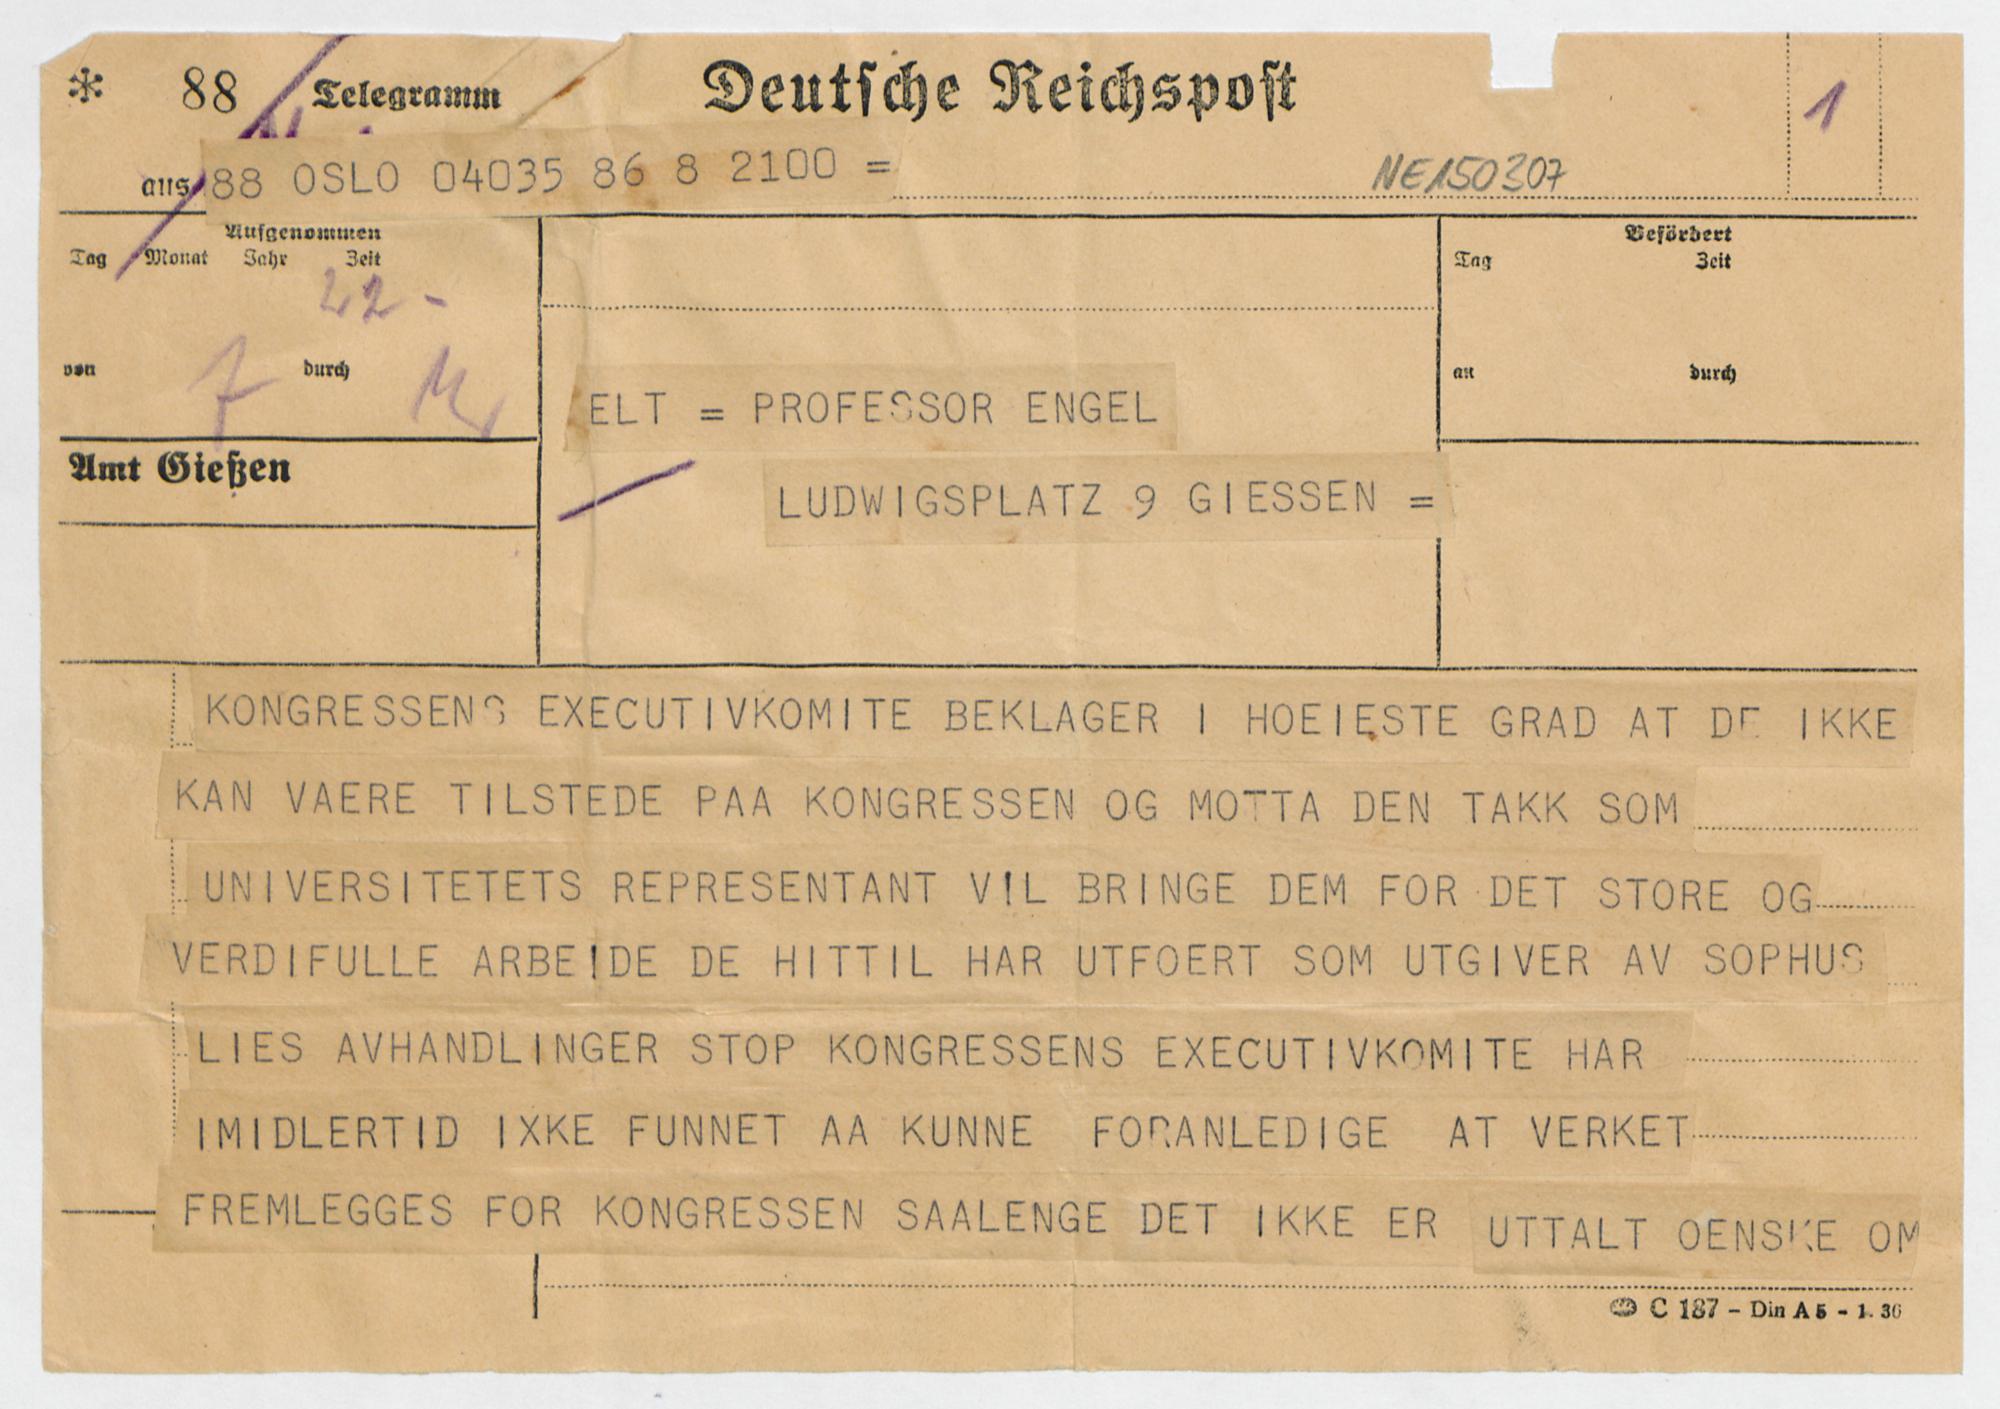 * 88 Telegramm Deutsche Reichspost 1
aus 88 OSLO 04035 86 8 2100 =
NE150307
Aufgenommen
Tag Monat Jahr Zeit
22 -
von durch
Befördert
Tag Zeit
an durch
ELT = PROFESSOR ENGEL
Amt Gießen
LUDWIGSPLATZ 9 GIESSEN =
KONGRESSENS EXECUTIVKOMITE BEKLAGER I HOEIESTE GRAD AT DE IKKE
KAN VAERE TILSTEDE PAA KONGRESSEN OG MOTTA DEN TAKK SOM
UNIVERSITETETS REPRESENTANT VIL BRINGE DEM FOR DET STORE OG
VERDIFULLE ARBEIDE DE HITTIL HAR UTFOERT SOM UTGIVER AV SOPHUS
LIES AVHANDLINGER STOP KONGRESSENS EXECUTIVKOMITE HAR
IMIDLERTID IXKE FUNNET AA KUNNE FORANLEDIGE AT VERKET
FREMLEGGES FOR KONGRESSEN SAALENGE DET IKKE ER UTTALT OENSKE OM
C 187 - Din A 5 - 1. 36